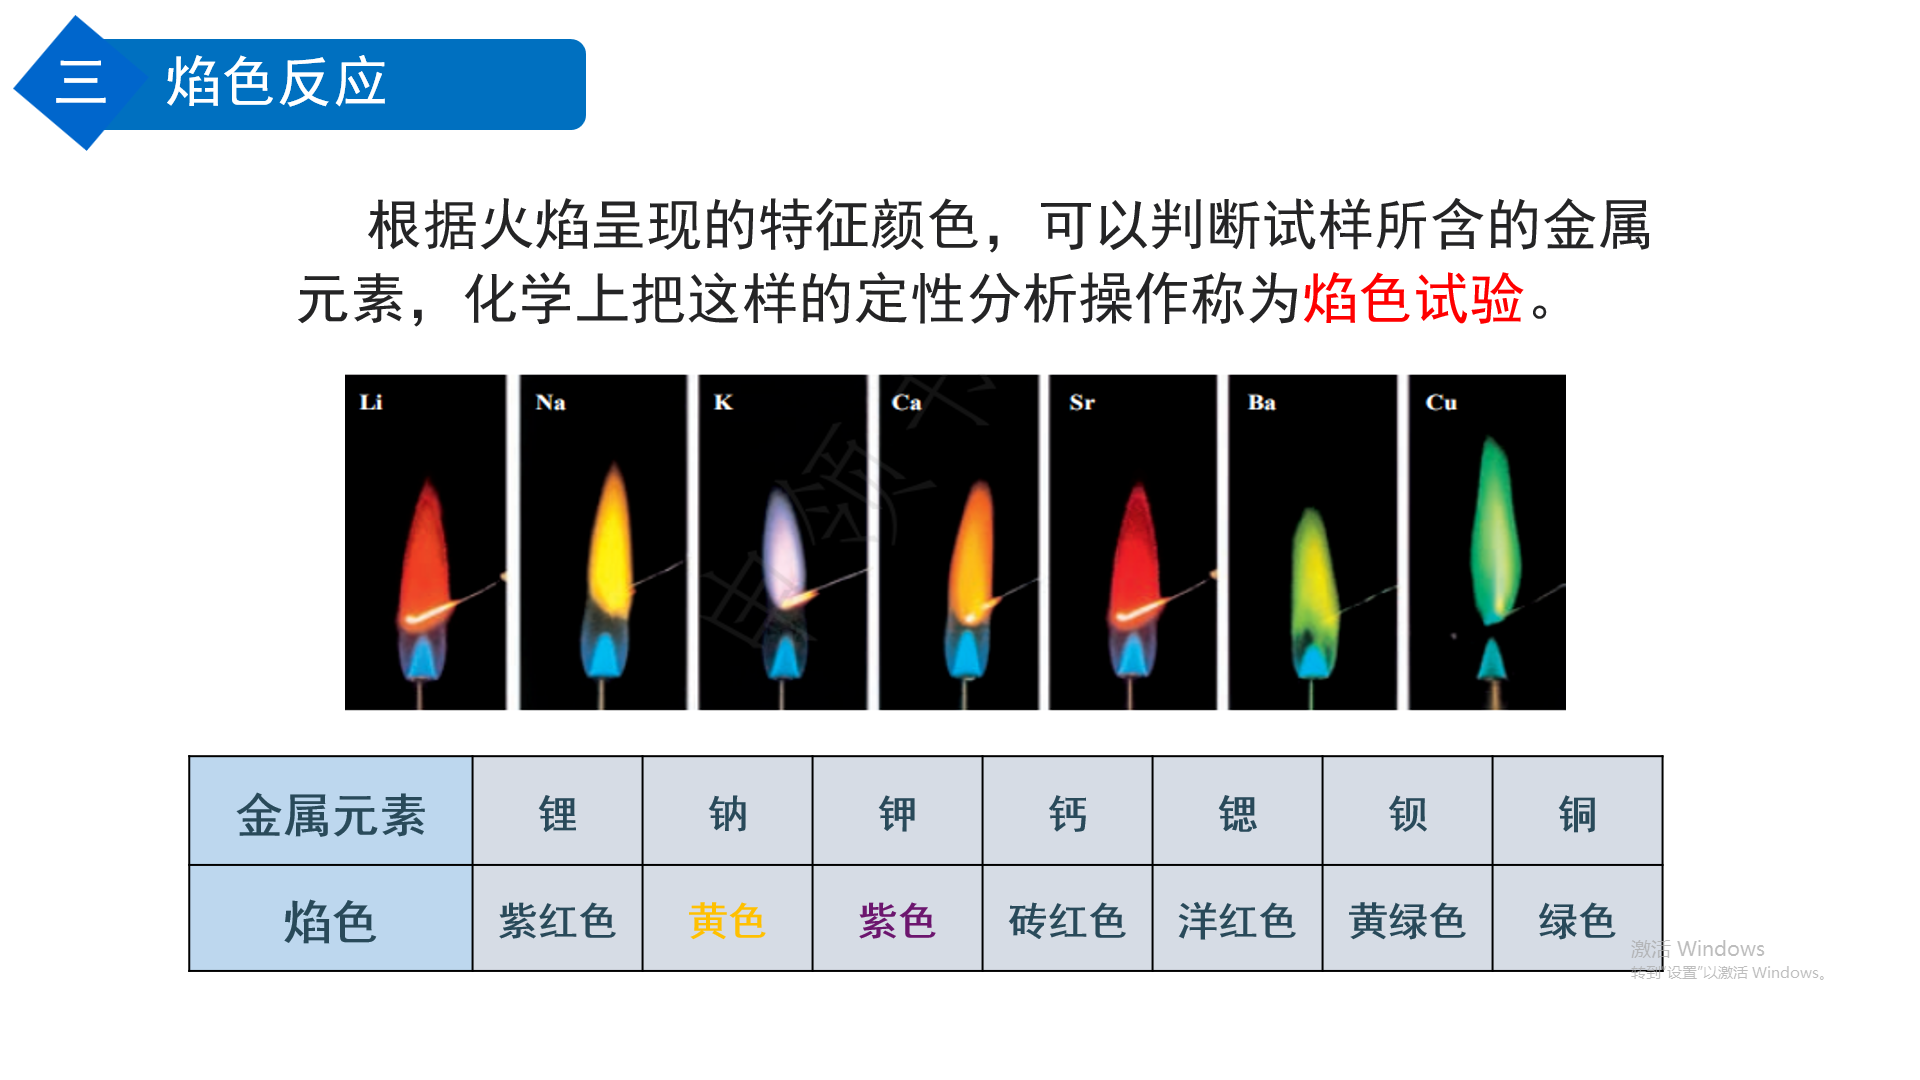 三 焰色反应
根据火焰呈现的特征颜色，可以判断试样所含的金属
元素，化学上把这样的定性分析操作称为焰色试验。
Li Na K Ca Sr Ba Cu
金属元素 锂 钠 钾 钙 锶 钡 铜
焰色 紫红色 黄色 紫色 砖红色 洋红色 黄绿色 绿色
激活 Windows
转到“设置”以激活 Windows。